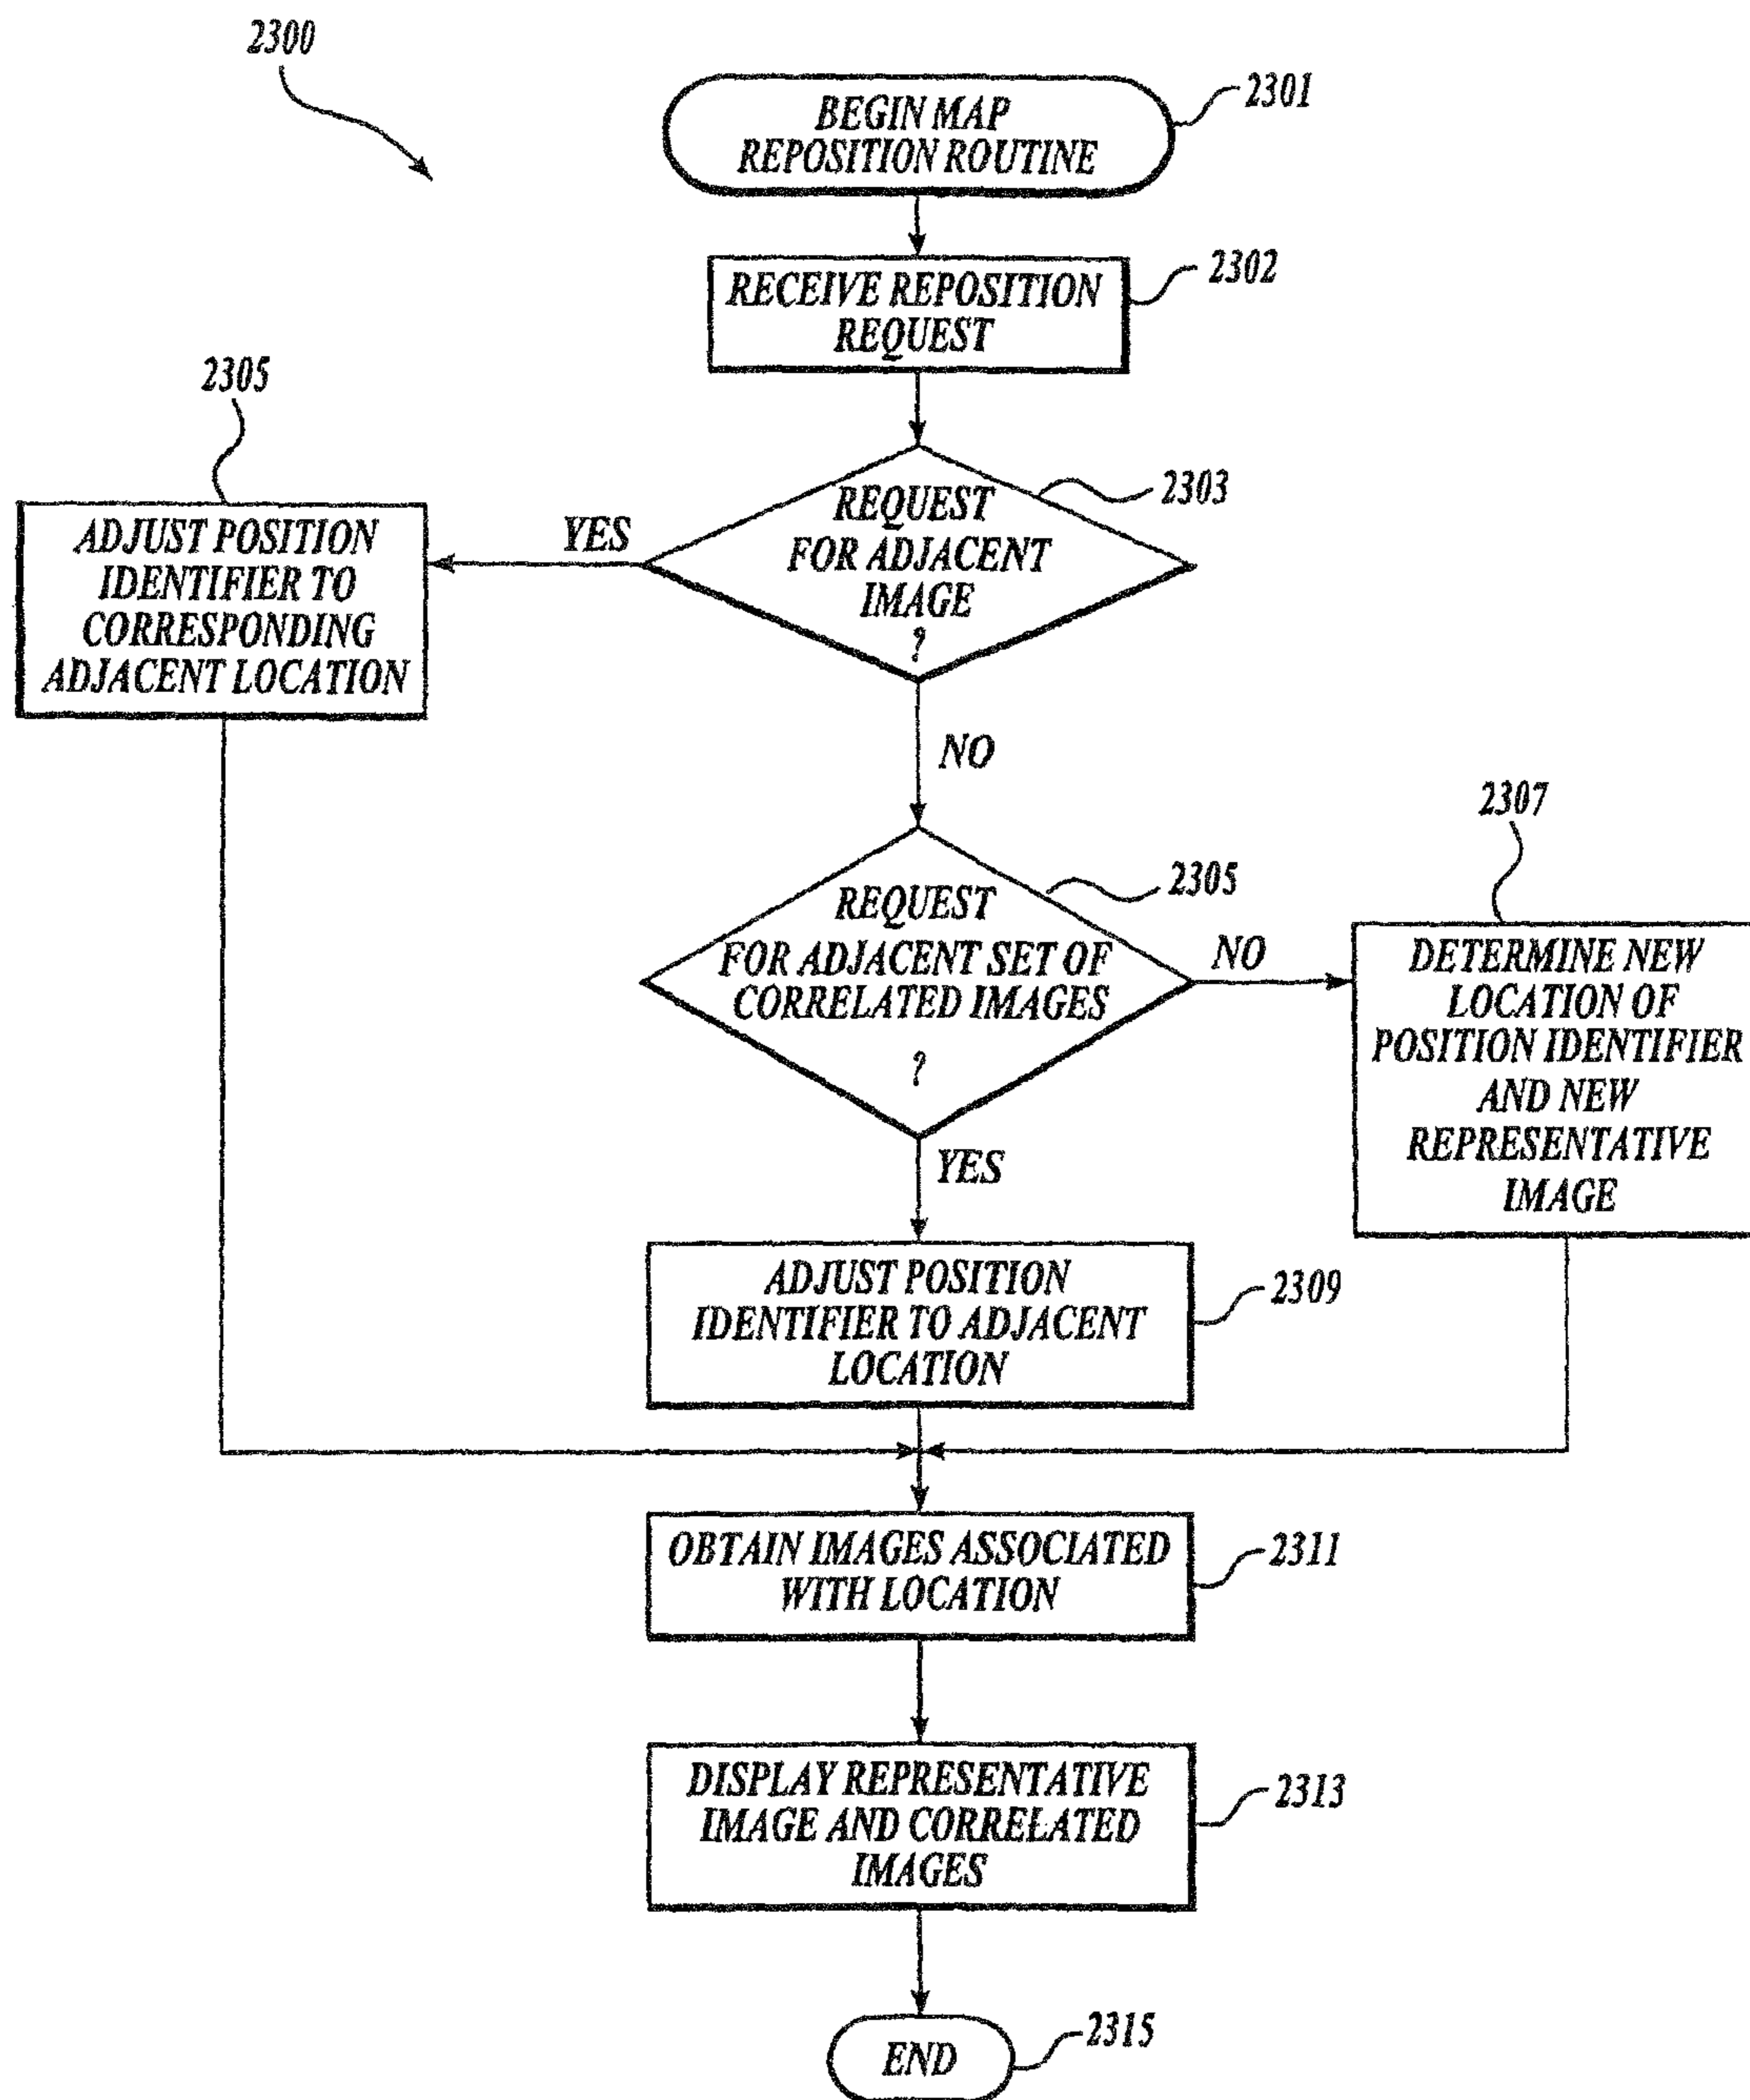 2300
BEGIN MAP
REPOSITION ROUTINE
2301
RECEIVE REPOSITION
REQUEST
2302
REQUEST
FOR ADJACENT
IMAGE
?
2303
YES
2305
ADJUST POSITION
IDENTIFIER TO
CORRESPONDING
ADJACENT LOCATION
NO
REQUEST
FOR ADJACENT SET OF
CORRELATED IMAGES
?
2305
NO
2307
DETERMINE NEW
LOCATION OF
POSITION IDENTIFIER
AND NEW
REPRESENTATIVE
IMAGE
YES
ADJUST POSITION
IDENTIFIER TO ADJACENT
LOCATION
2309
OBTAIN IMAGES ASSOCIATED
WITH LOCATION
2311
DISPLAY REPRESENTATIVE
IMAGE AND CORRELATED
IMAGES
2313
END
2315